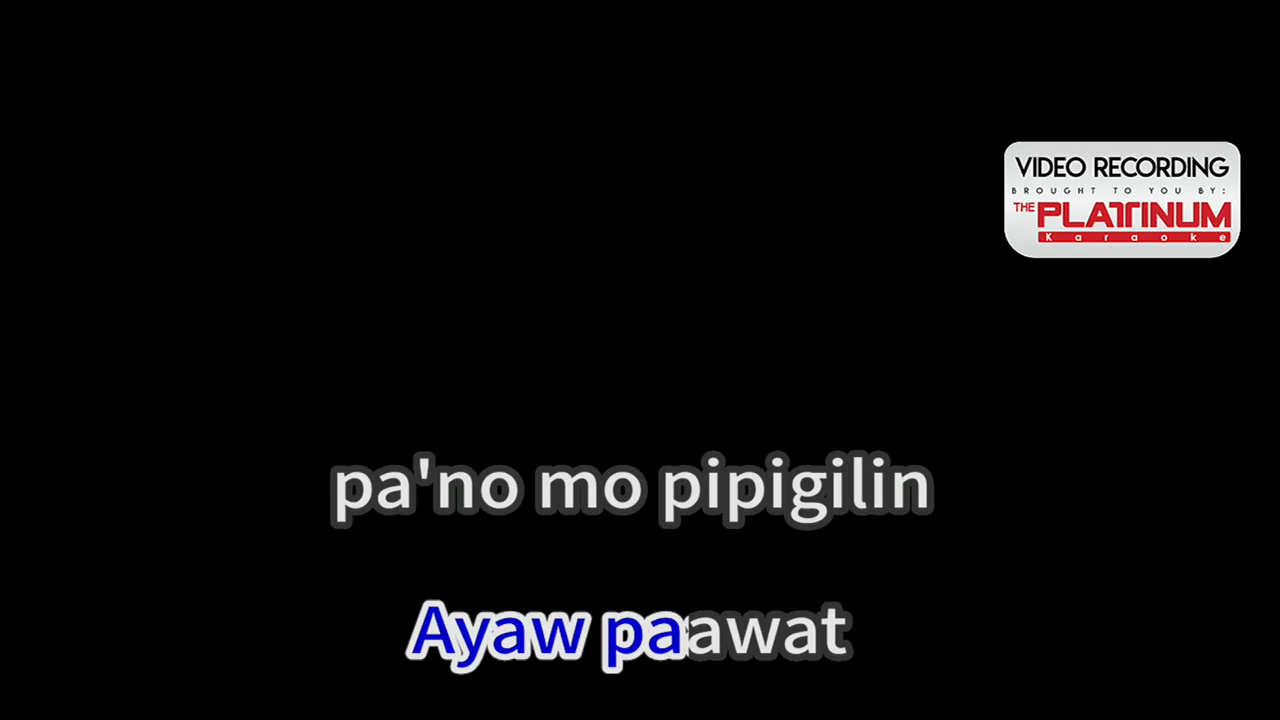 VIDEO RECORDING
BROUGHT TO YOU BY:
THE PLATINUM
Karaoke
pa'no mo pipigilin
Ayaw paawat